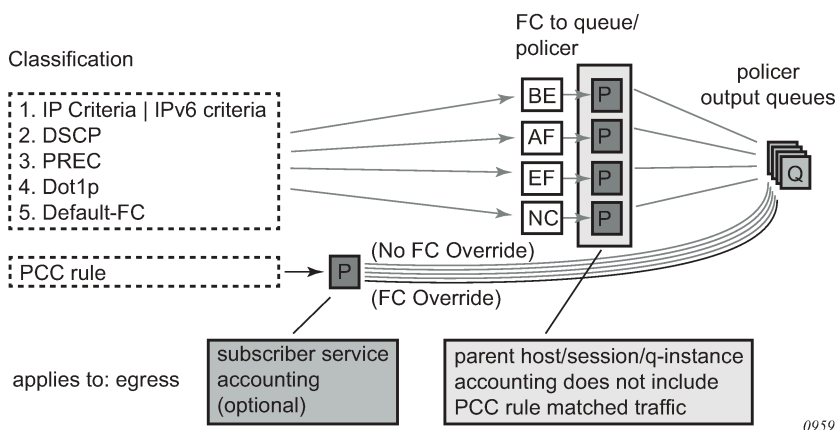 FC to queue/
policer
Classification
policer
output queues
1. IP Criteria | IPv6 criteria
2. DSCP
3. PREC
4. Dot1p
5. Default-FC
BE
P
AF
P
EF
P
NC
P
Q
PCC rule
P
(No FC Override)
(FC Override)
applies to: egress
subscriber service
accounting
(optional)
parent host/session/q-instance
accounting does not include
PCC rule matched traffic
0959